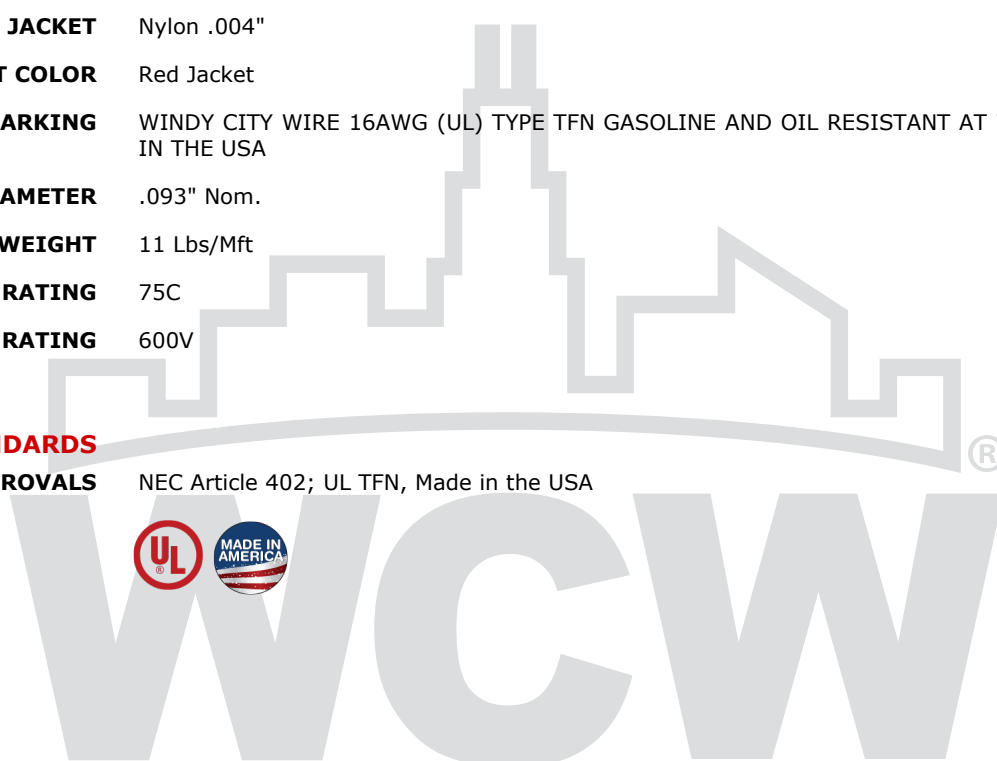 JACKET Nylon .004"
T COLOR Red Jacket
ARKING WINDY CITY WIRE 16AWG (UL) TYPE TFN GASOLINE AND OIL RESISTANT AT
IN THE USA
AMETER .093" Nom.
WEIGHT 11 Lbs/Mft
RATING 75C
RATING 600V
NDARDS
ROVALS NEC Article 402; UL TFN, Made in the USA
UL®
MADE IN
AMERICA
®
WCW